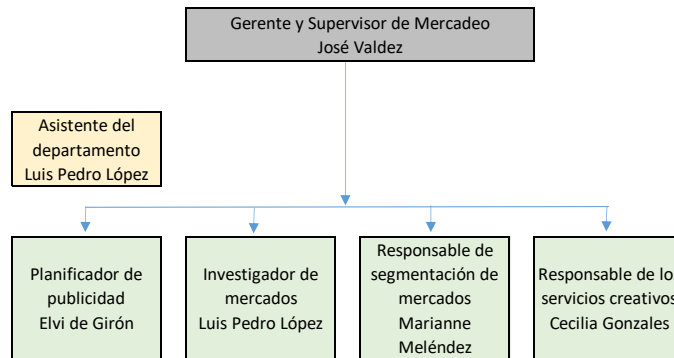 Gerente y Supervisor de Mercadeo
José Valdez
Asistente del
departamento
Luis Pedro López
Planificador de
publicidad
Elvi de Girón
Investigador de
mercados
Luis Pedro López
Responsable de
segmentación de
mercados
Marianne
Meléndez
Responsable de lo
servicios creativos
Cecilia Gonzales